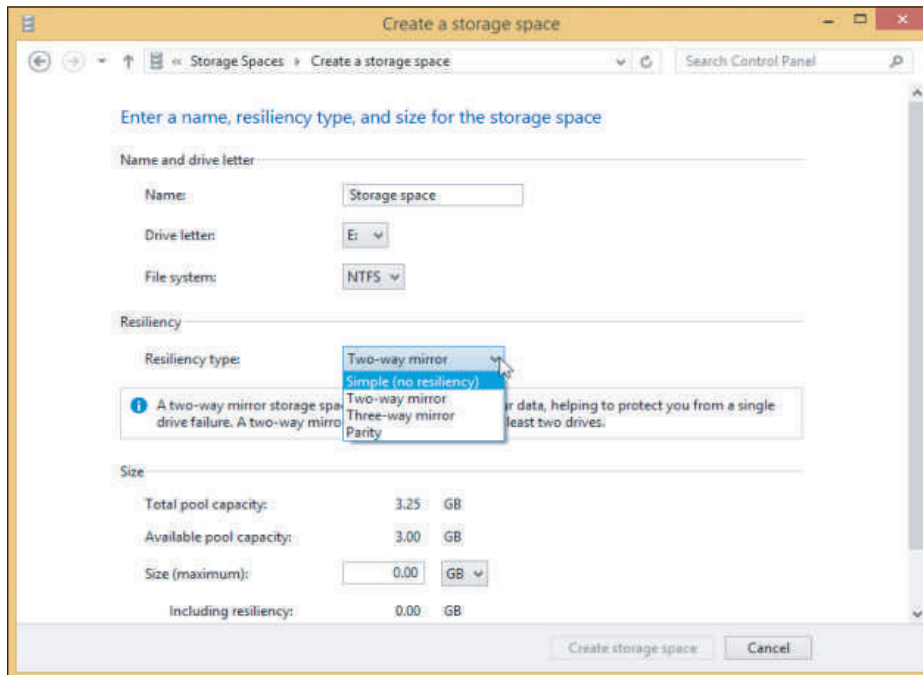 Create a storage space
« Storage Spaces Create a storage space Search Control Panel
Enter a name, resiliency type, and size for the storage space
Name and drive letter
Name: Storage space
Drive letter: E:
File system: NTFS
Resiliency
Resiliency type: Two-way mirror
Simple (no resiliency)
Two-way mirror
Three-way mirror
Parity
A two-way mirror storage spa r data, helping to protect you from a single
drive failure. A two-way mirro least two drives.
Size
Total pool capacity: 3.25 GB
Available pool capacity: 3.00 GB
Size (maximum): 0.00 GB
Including resiliency: 0.00 GB
Create storage space Cancel